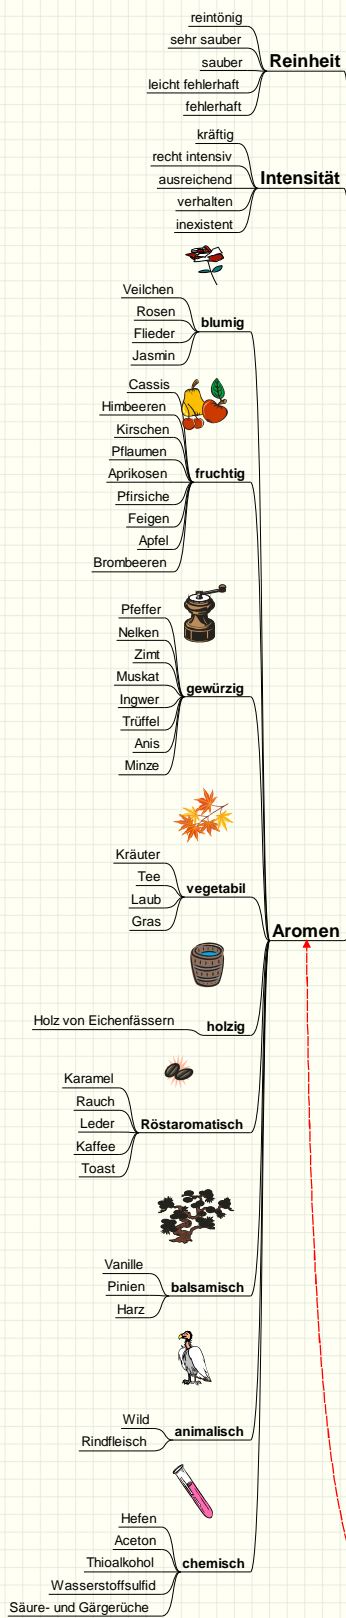 reintönig
sehr sauber
sauber
leicht fehlerhaft
fehlerhaft
Reinheit
kräftig
recht intensiv
ausreichend
verhalten
inexistent
Intensität
Veilchen
Rosen
Flieder
Jasmin
blumig
Cassis
Himbeeren
Kirschen
Pflaumen
Aprikosen
Pfirsiche
Feigen
Apfel
Brombeeren
fruchtig
Pfeffer
Nelken
Zimt
Muskat
Ingwer
Trüffel
Anis
Minze
gewürzig
Kräuter
Tee
Laub
Gras
vegetabil
Aromen
Holz von Eichenfässern
holzig
Karamel
Rauch
Leder
Kaffee
Toast
Röstaromatisch
Vanille
Pinien
Harz
balsamisch
Wild
Rindfleisch
animalisch
Hefen
Aceton
Thioalkohol
Wasserstoffsulfid
Säure- und Gärgerüche
chemisch